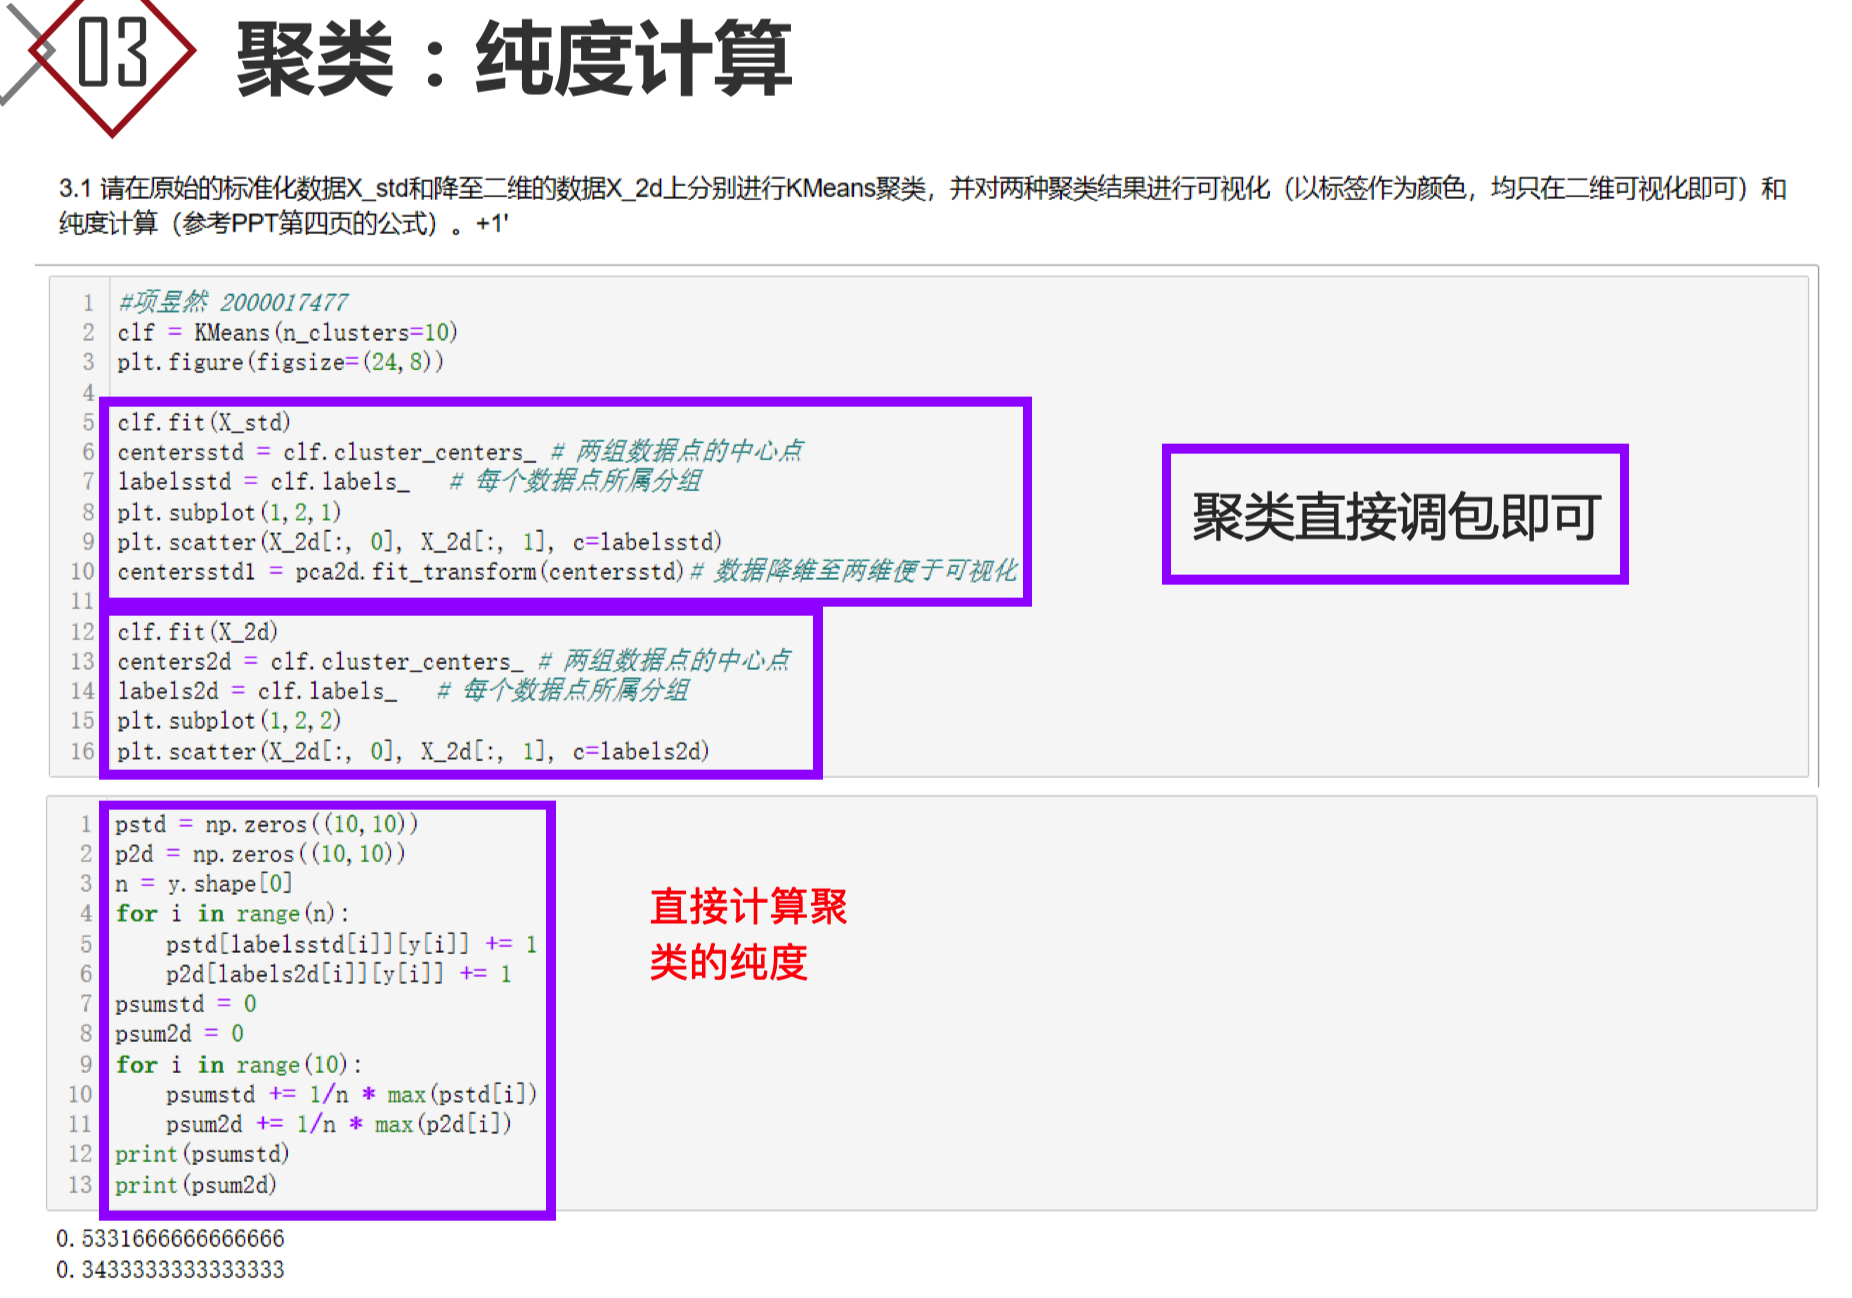 03
聚类：纯度计算
3.1 请在原始的标准化数据X_std和降至二维的数据X_2d上分别进行KMeans聚类，并对两种聚类结果进行可视化（以标签作为颜色，均只在二维可视化即可）和
纯度计算（参考PPT第四页的公式）。+1'
1 #项昱然 2000017477
2 clf = KMeans(n_clusters=10)
3 plt.figure(figsize=(24,8))
4
5 clf.fit(X_std)
6 centersstd = clf.cluster_centers_ # 两组数据点的中心点
7 labelsstd = clf.labels_   # 每个数据点所属分组
8 plt.subplot(1,2,1)
9 plt.scatter(X_2d[:, 0], X_2d[:, 1], c=labelsstd)
10 centersstd1 = pca2d.fit_transform(centersstd)# 数据降维至两维便于可视化
11
12 clf.fit(X_2d)
13 centers2d = clf.cluster_centers_ # 两组数据点的中心点
14 labels2d = clf.labels_   # 每个数据点所属分组
15 plt.subplot(1,2,2)
16 plt.scatter(X_2d[:, 0], X_2d[:, 1], c=labels2d)
聚类直接调包即可
1 pstd = np.zeros((10,10))
2 p2d = np.zeros((10,10))
3 n = y.shape[0]
4 for i in range(n):
5     pstd[labelsstd[i]][y[i]] += 1
6     p2d[labels2d[i]][y[i]] += 1
7 psumstd = 0
8 psum2d = 0
9 for i in range(10):
10     psumstd += 1/n * max(pstd[i])
11     psum2d += 1/n * max(p2d[i])
12 print(psumstd)
13 print(psum2d)
直接计算聚
类的纯度
0.5331666666666666
0.3433333333333333